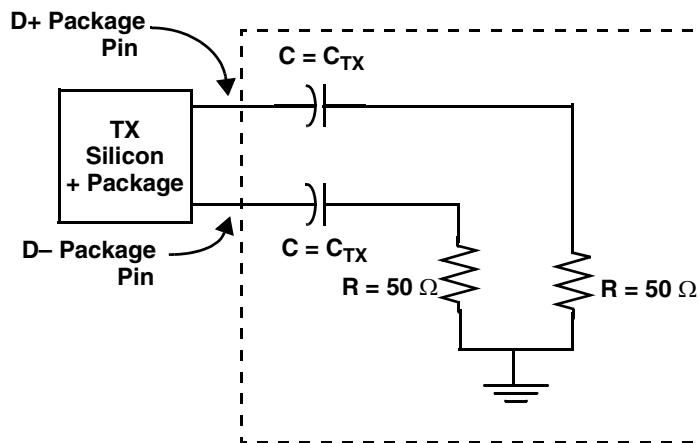 D+ Package
Pin
C = CTX
TX
Silicon
+ Package
D– Package
Pin
C = CTX
R = 50 Ω
R = 50 Ω